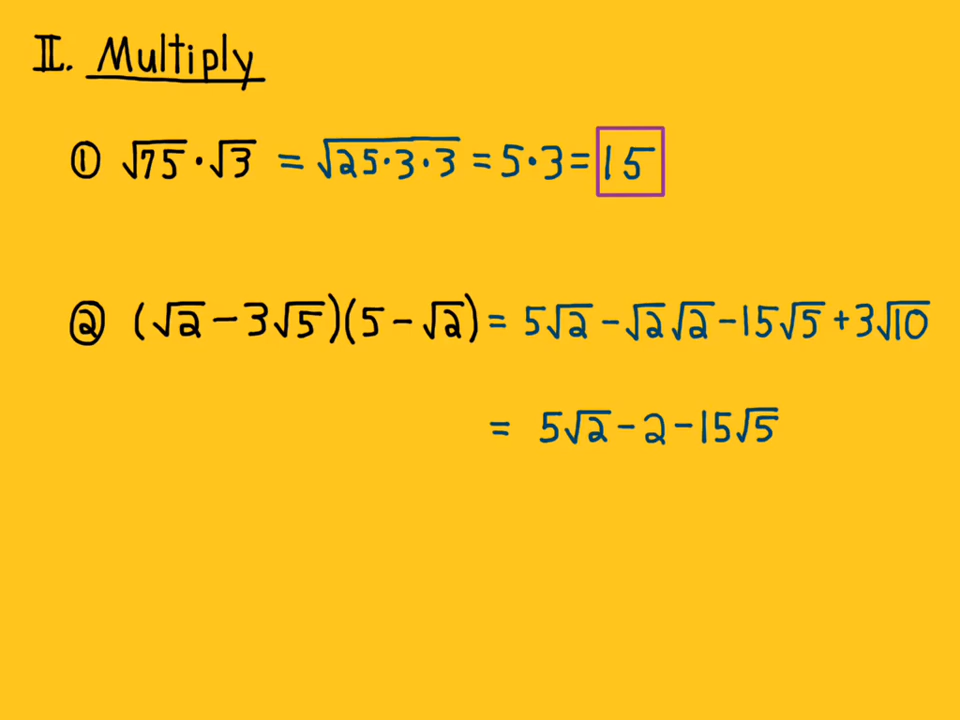 II. Multiply
① √75 · √3 = √25·3·3 = 5·3 = 15
② (√2 − 3√5)(5 − √2) = 5√2 − √2√2 − 15√5 + 3√10
= 5√2 − 2 − 15√5